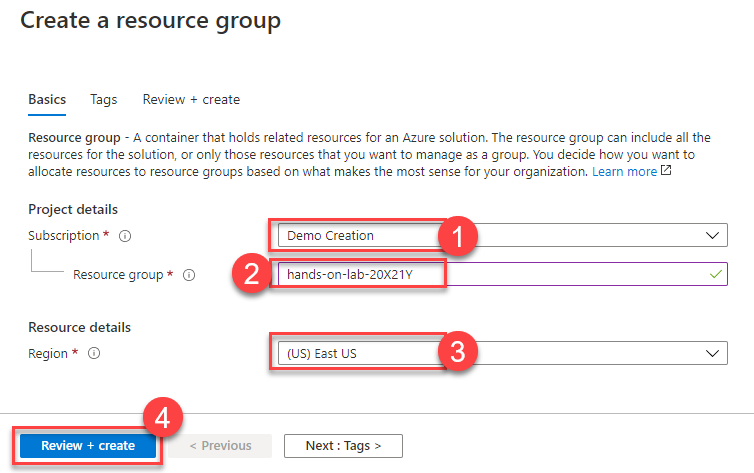 Create a resource group
Basics Tags Review + create
Resource group - A container that holds related resources for an Azure solution. The resource group can include all the
resources for the solution, or only those resources that you want to manage as a group. You decide how you want to
allocate resources to resource groups based on what makes the most sense for your organization. Learn more
Project details
Subscription * Demo Creation 1
Resource group * 2 hands-on-lab-20X21Y
Resource details
Region * (US) East US 3
4
Review + create < Previous Next : Tags >